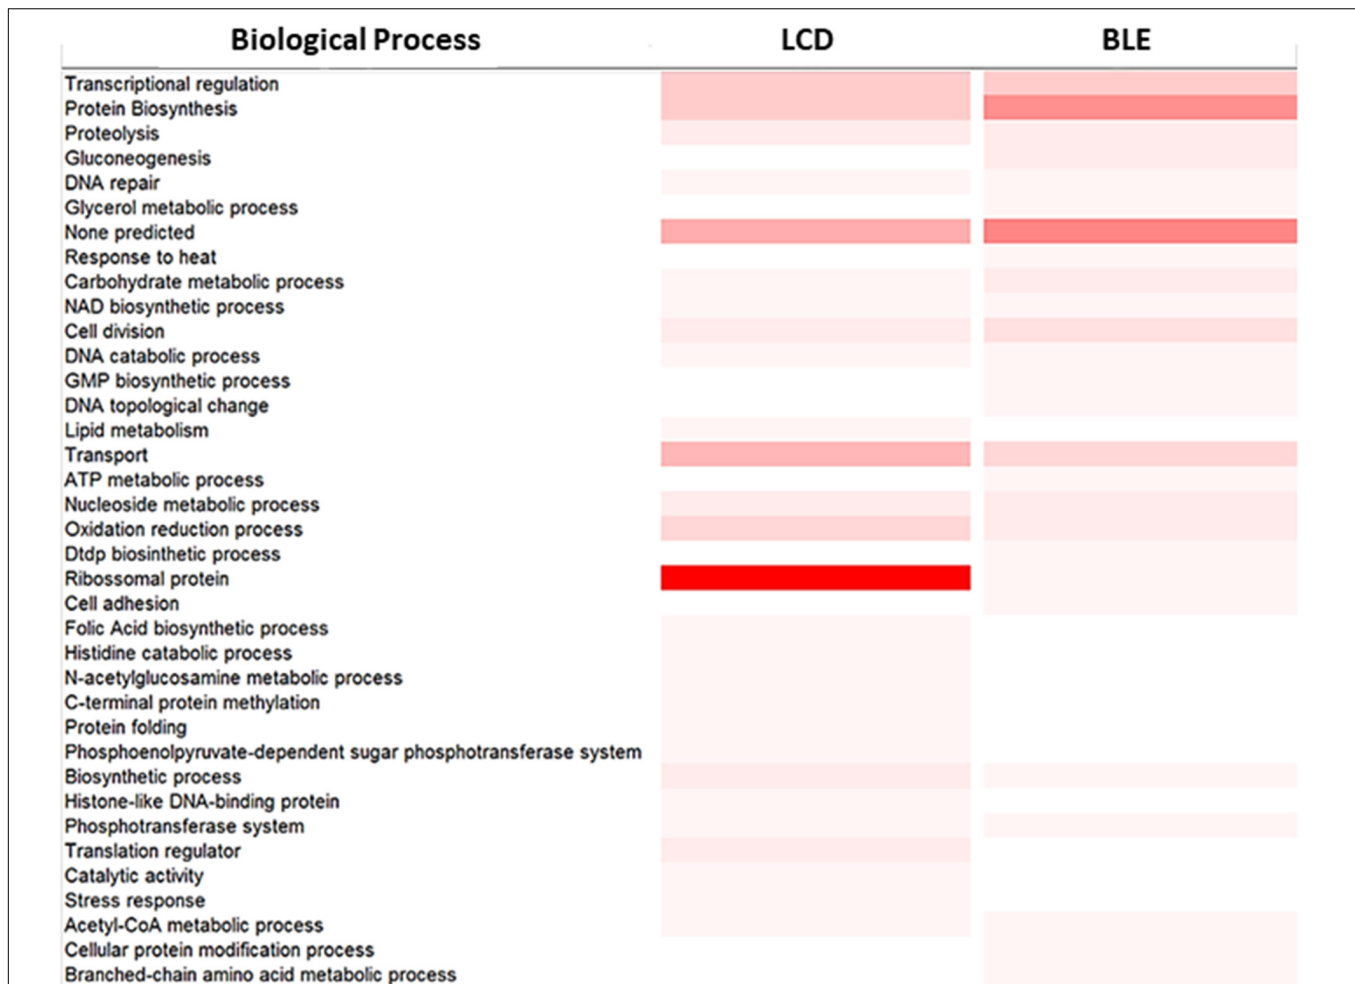 Biological Process LCD BLE
Transcriptional regulation
Protein Biosynthesis
Proteolysis
Gluconeogenesis
DNA repair
Glycerol metabolic process
None predicted
Response to heat
Carbohydrate metabolic process
NAD biosynthetic process
Cell division
DNA catabolic process
GMP biosynthetic process
DNA topological change
Lipid metabolism
Transport
ATP metabolic process
Nucleoside metabolic process
Oxidation reduction process
Dtdp biosinthetic process
Ribossomal protein
Cell adhesion
Folic Acid biosynthetic process
Histidine catabolic process
N-acetylglucosamine metabolic process
C-terminal protein methylation
Protein folding
Phosphoenolpyruvate-dependent sugar phosphotransferase system
Biosynthetic process
Histone-like DNA-binding protein
Phosphotransferase system
Translation regulator
Catalytic activity
Stress response
Acetyl-CoA metabolic process
Cellular protein modification process
Branched-chain amino acid metabolic process